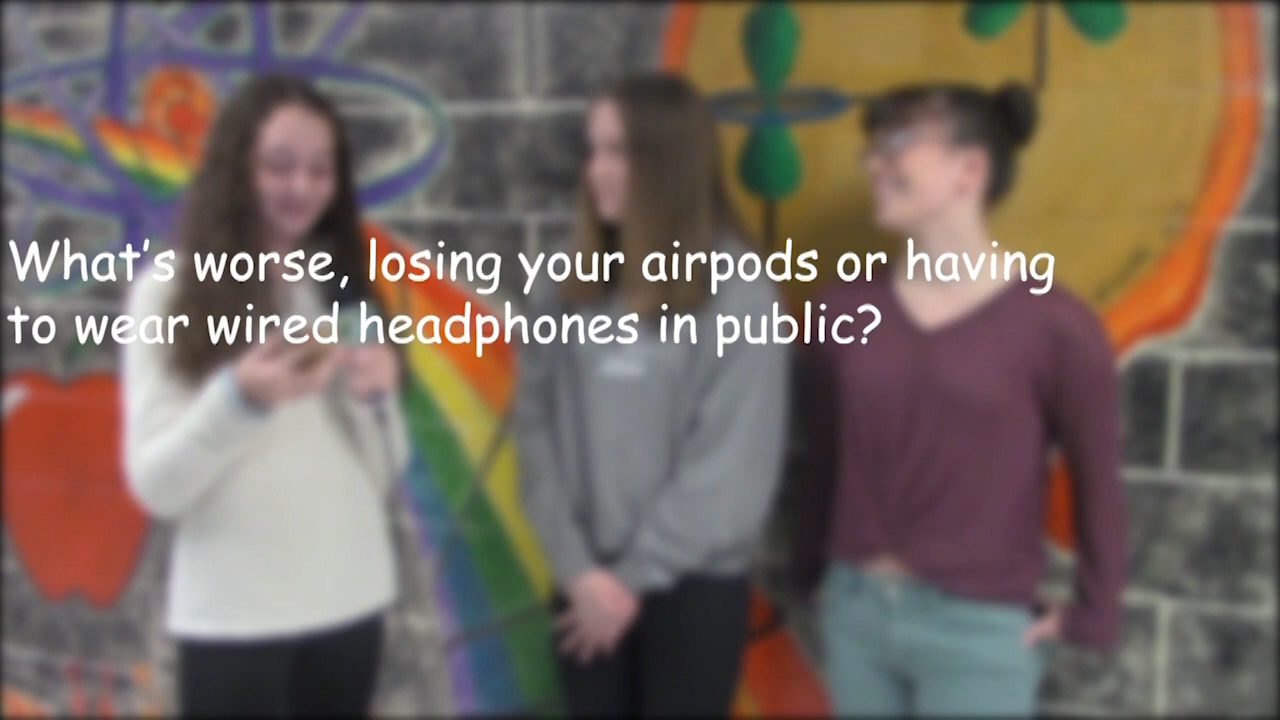 What's worse, losing your airpods or having
to wear wired headphones in public?